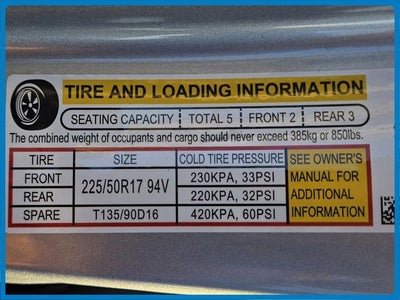 TIRE AND LOADING INFORMATION
SEATING CAPACITY TOTAL 5 FRONT 2 REAR 3
The combined weight of occupants and cargo should never exceed 385kg or 850lbs.
TIRE SIZE COLD TIRE PRESSURE SEE OWNER'S
FRONT 225/50R17 94V 230KPA, 33PSI MANUAL FOR
REAR 220KPA, 32PSI ADDITIONAL
SPARE T135/90D16 420KPA, 60PSI INFORMATION